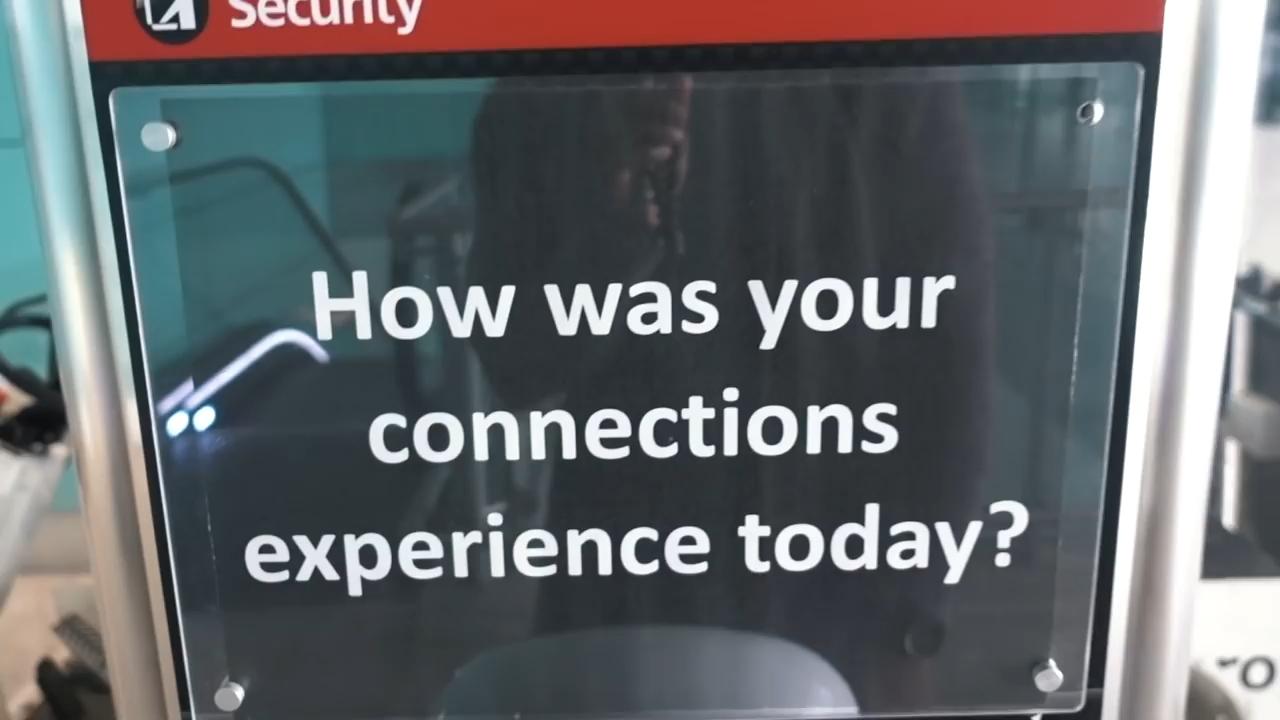 Security
How was your
connections
experience today?